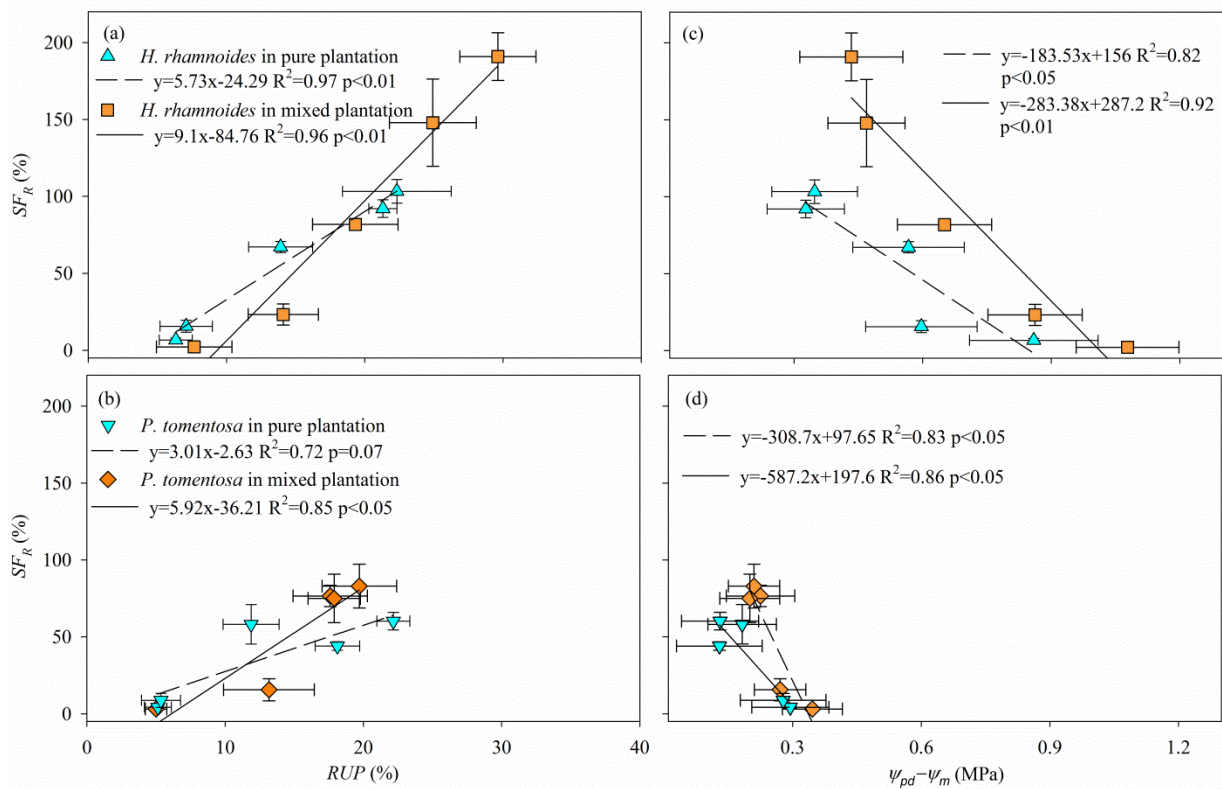 (a)
H. rhamnoides in pure plantation
y=5.73x-24.29 R²=0.97 p<0.01
H. rhamnoides in mixed plantation
y=9.1x-84.76 R²=0.96 p<0.01
200
150
100
50
0
SF_R (%)
(c)
y=-183.53x+156 R²=0.82
p<0.05
y=-283.38x+287.2 R²=0.92
p<0.01
(b)
P. tomentosa in pure plantation
y=3.01x-2.63 R²=0.72 p=0.07
P. tomentosa in mixed plantation
y=5.92x-36.21 R²=0.85 p<0.05
200
150
100
50
0
SF_R (%)
0 10 20 30 40
RUP (%)
(d)
y=-308.7x+97.65 R²=0.83 p<0.05
y=-587.2x+197.6 R²=0.86 p<0.05
0.3 0.6 0.9 1.2
ψ_pd−ψ_m (MPa)